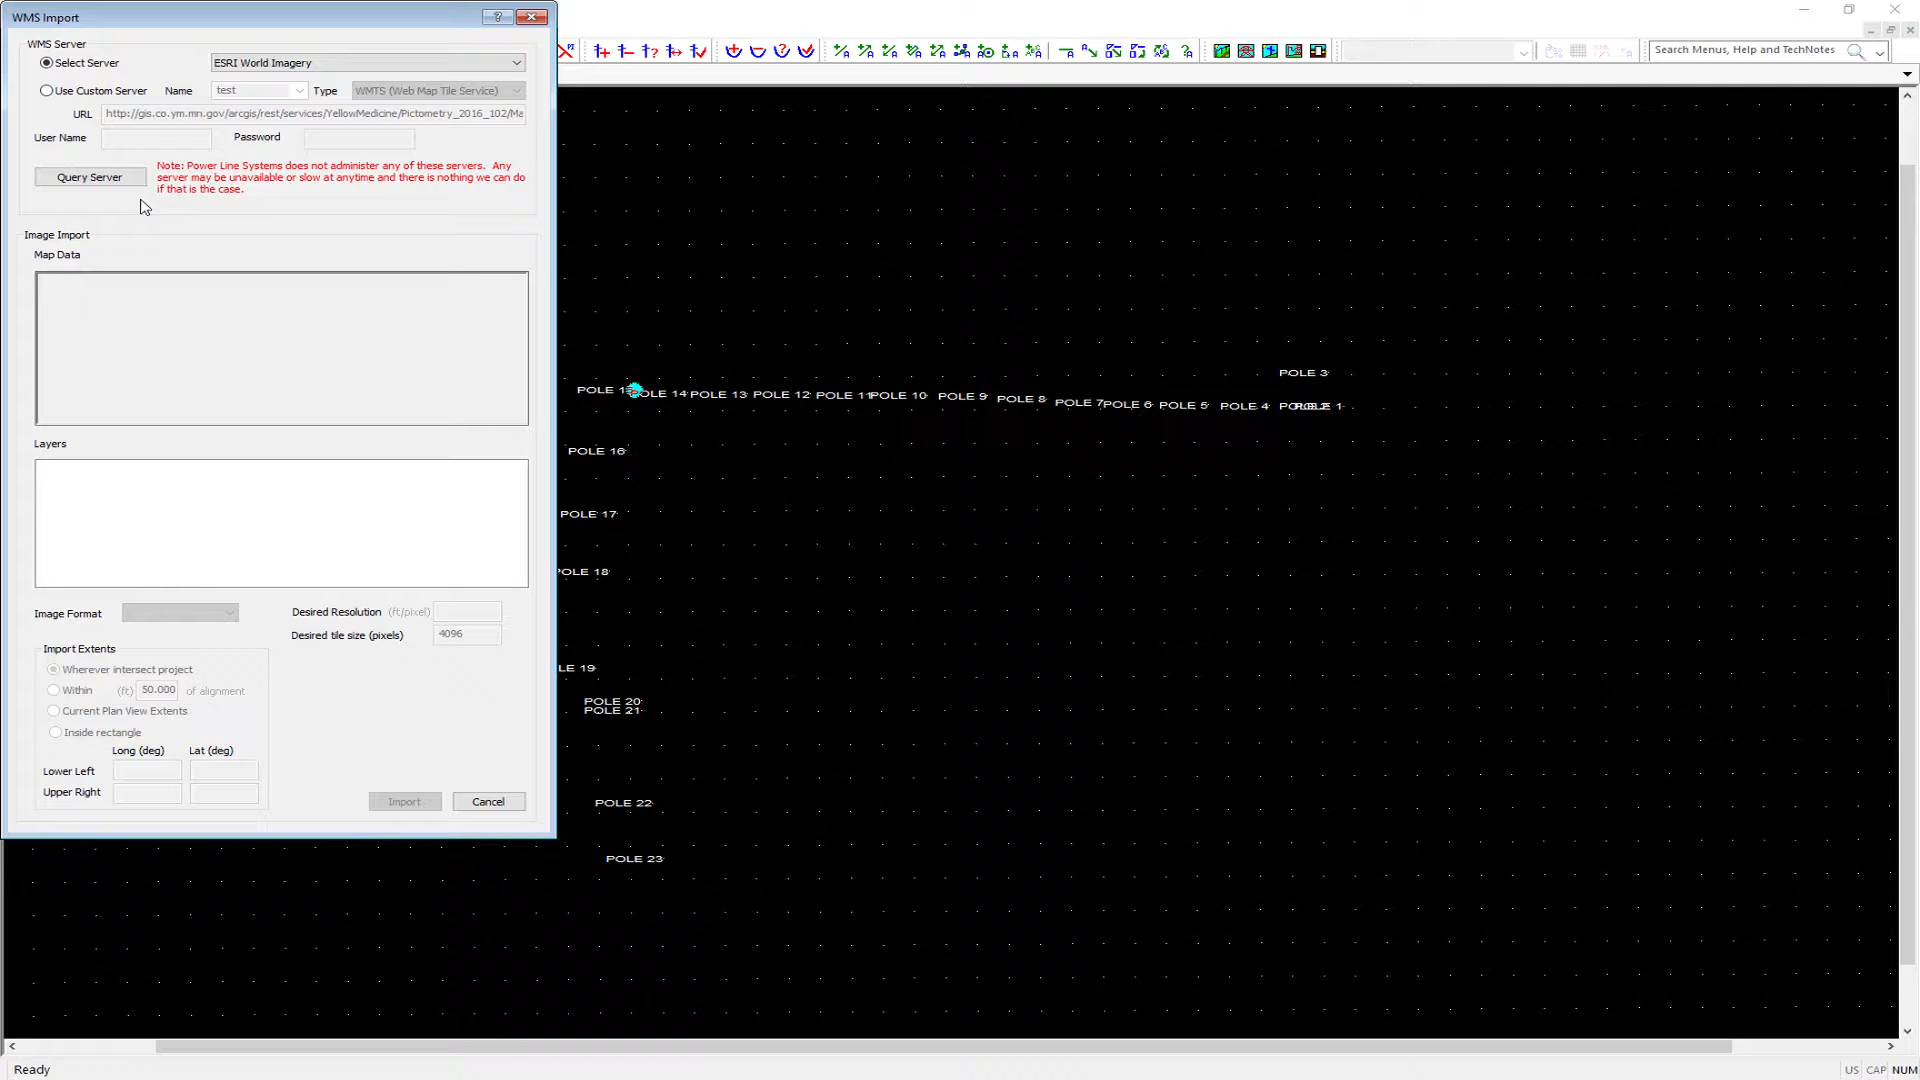 WMS Import
?
Search Menus, Help and TechNotes
WMS Server
Select Server ESRI World Imagery
Use Custom Server Name test Type WMTS (Web Map Tile Service)
URL http://gis.co.ym.mn.gov/arcgis/rest/services/YellowMedicine/Pictometry_2016_102/Ma
User Name Password
Query Server
Note: Power Line Systems does not administer any of these servers. Any
server may be unavailable or slow at anytime and there is nothing we can do
if that is the case.
Image Import
Map Data
Layers
Image Format
Desired Resolution (ft/pixel)
Desired tile size (pixels) 4096
Import Extents
Wherever intersect project
Within (ft) 50.000 of alignment
Current Plan View Extents
Inside rectangle
Long (deg) Lat (deg)
Lower Left
Upper Right
Import Cancel
POLE 3
POLE 14 POLE 13 POLE 12 POLE 11 POLE 10 POLE 9 POLE 8 POLE 7 POLE 6 POLE 5 POLE 4
POLE 16
POLE 17
POLE 18
POLE 20
POLE 21
POLE 22
POLE 23
Ready
US CAP NUM